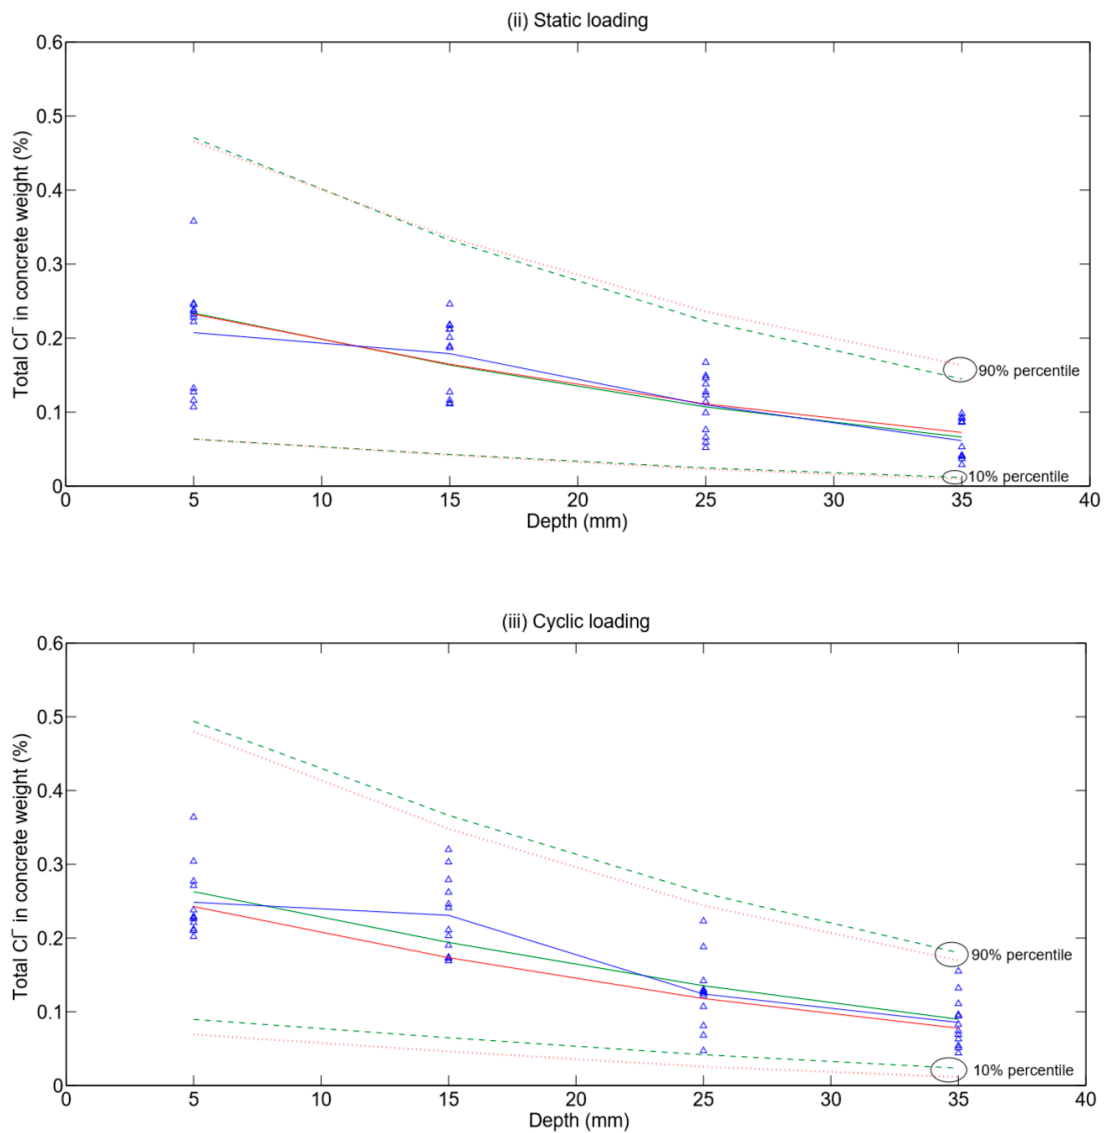 (ii) Static loading
0.6
0.5
0.4
0.3
0.2
0.1
0
Total Cl⁻ in concrete weight (%)
90% percentile
10% percentile
0 5 10 15 20 25 30 35 40
Depth (mm)
(iii) Cyclic loading
0.6
0.5
0.4
0.3
0.2
0.1
0
Total Cl⁻ in concrete weight (%)
90% percentile
10% percentile
0 5 10 15 20 25 30 35 40
Depth (mm)